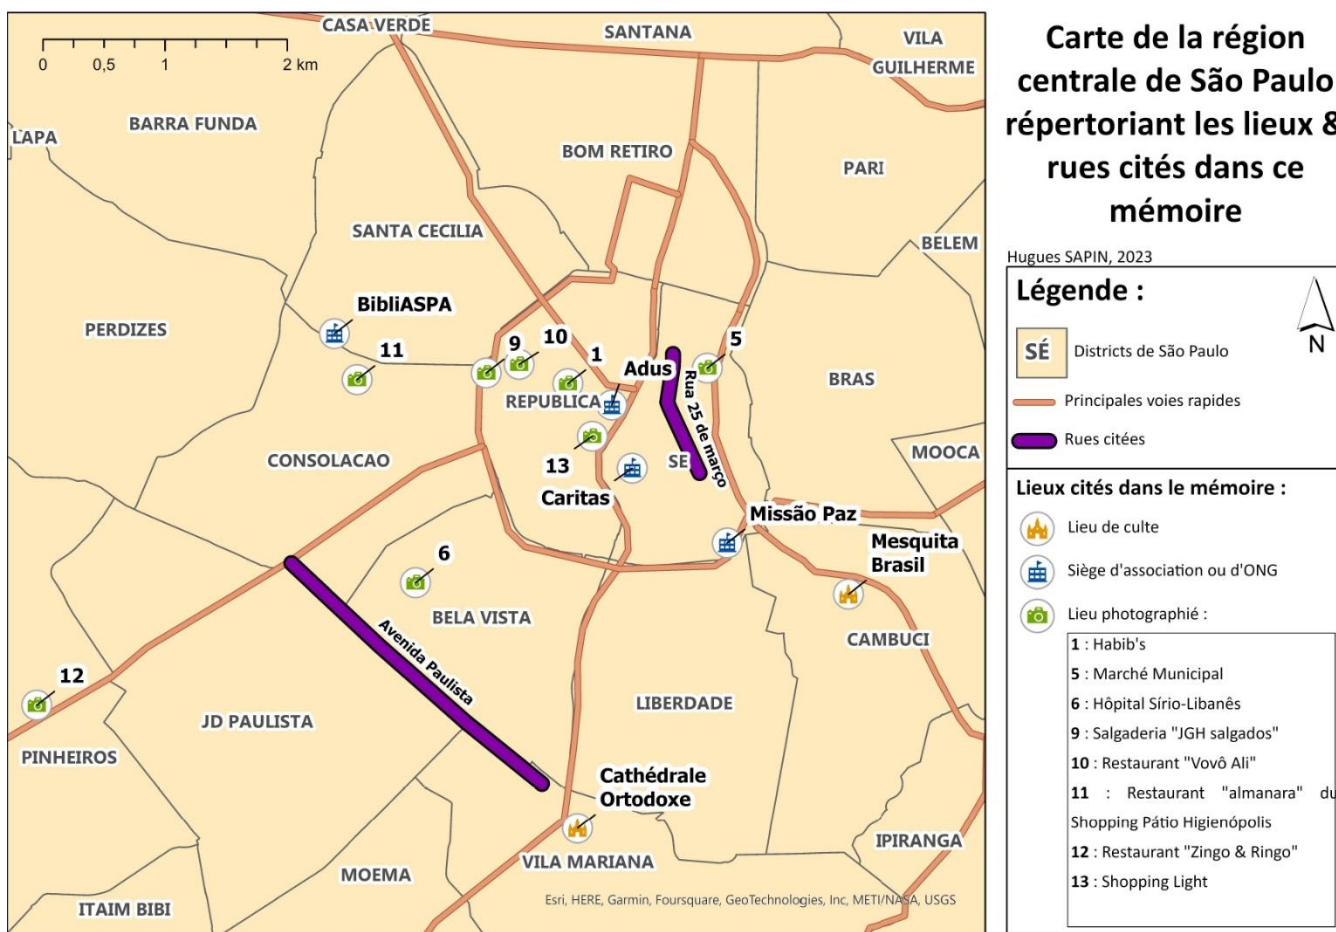 Carte de la région
centrale de São Paulo
répertoriant les lieux &
rues cités dans ce
mémoire
Hugues SAPIN, 2023
Légende :
N
SÉ
Districts de São Paulo
Principales voies rapides
Rues citées
Lieux cités dans le mémoire :
Lieu de culte
Siège d'association ou d'ONG
Lieu photographié :
1 : Habib's
5 : Marché Municipal
6 : Hôpital Sírio-Libanês
9 : Salgaderia "JGH salgados"
10 : Restaurant "Vovô Ali"
11 : Restaurant "almanara" du
Shopping Pátio Higienópolis
12 : Restaurant "Zingo & Ringo"
13 : Shopping Light
0 0,5 1 2 km
CASA VERDE
SANTANA
VILA
GUILHERME
LAPA
BARRA FUNDA
BOM RETIRO
PARI
SANTA CECILIA
BELEM
BibliASPA
PERDIZES
11
9
10
1
Adus
5
REPUBLICA
BRAS
Rua 25 de março
13
SE
MOOCA
CONSOLACAO
Caritas
Missão Paz
Mesquita
Brasil
6
BELA VISTA
CAMBUCI
Avenida Paulista
12
JD PAULISTA
LIBERDADE
PINHEIROS
Cathédrale
Ortodoxe
IPIRANGA
VILA MARIANA
MOEMA
ITAIM BIBI
Esri, HERE, Garmin, Foursquare, GeoTechnologies, Inc, METI/NASA, USGS